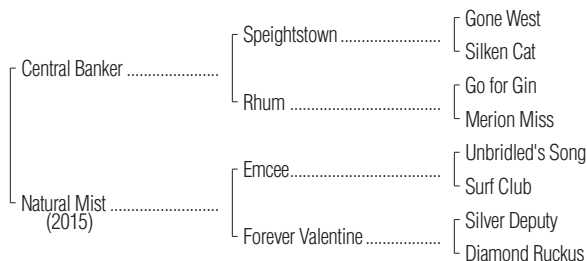 Gone West
Speightstown
Silken Cat
Central Banker
Go for Gin
Rhum
Merion Miss
Unbridled's Song
Emcee
Surf Club
Natural Mist
(2015)
Silver Deputy
Forever Valentine
Diamond Ruckus